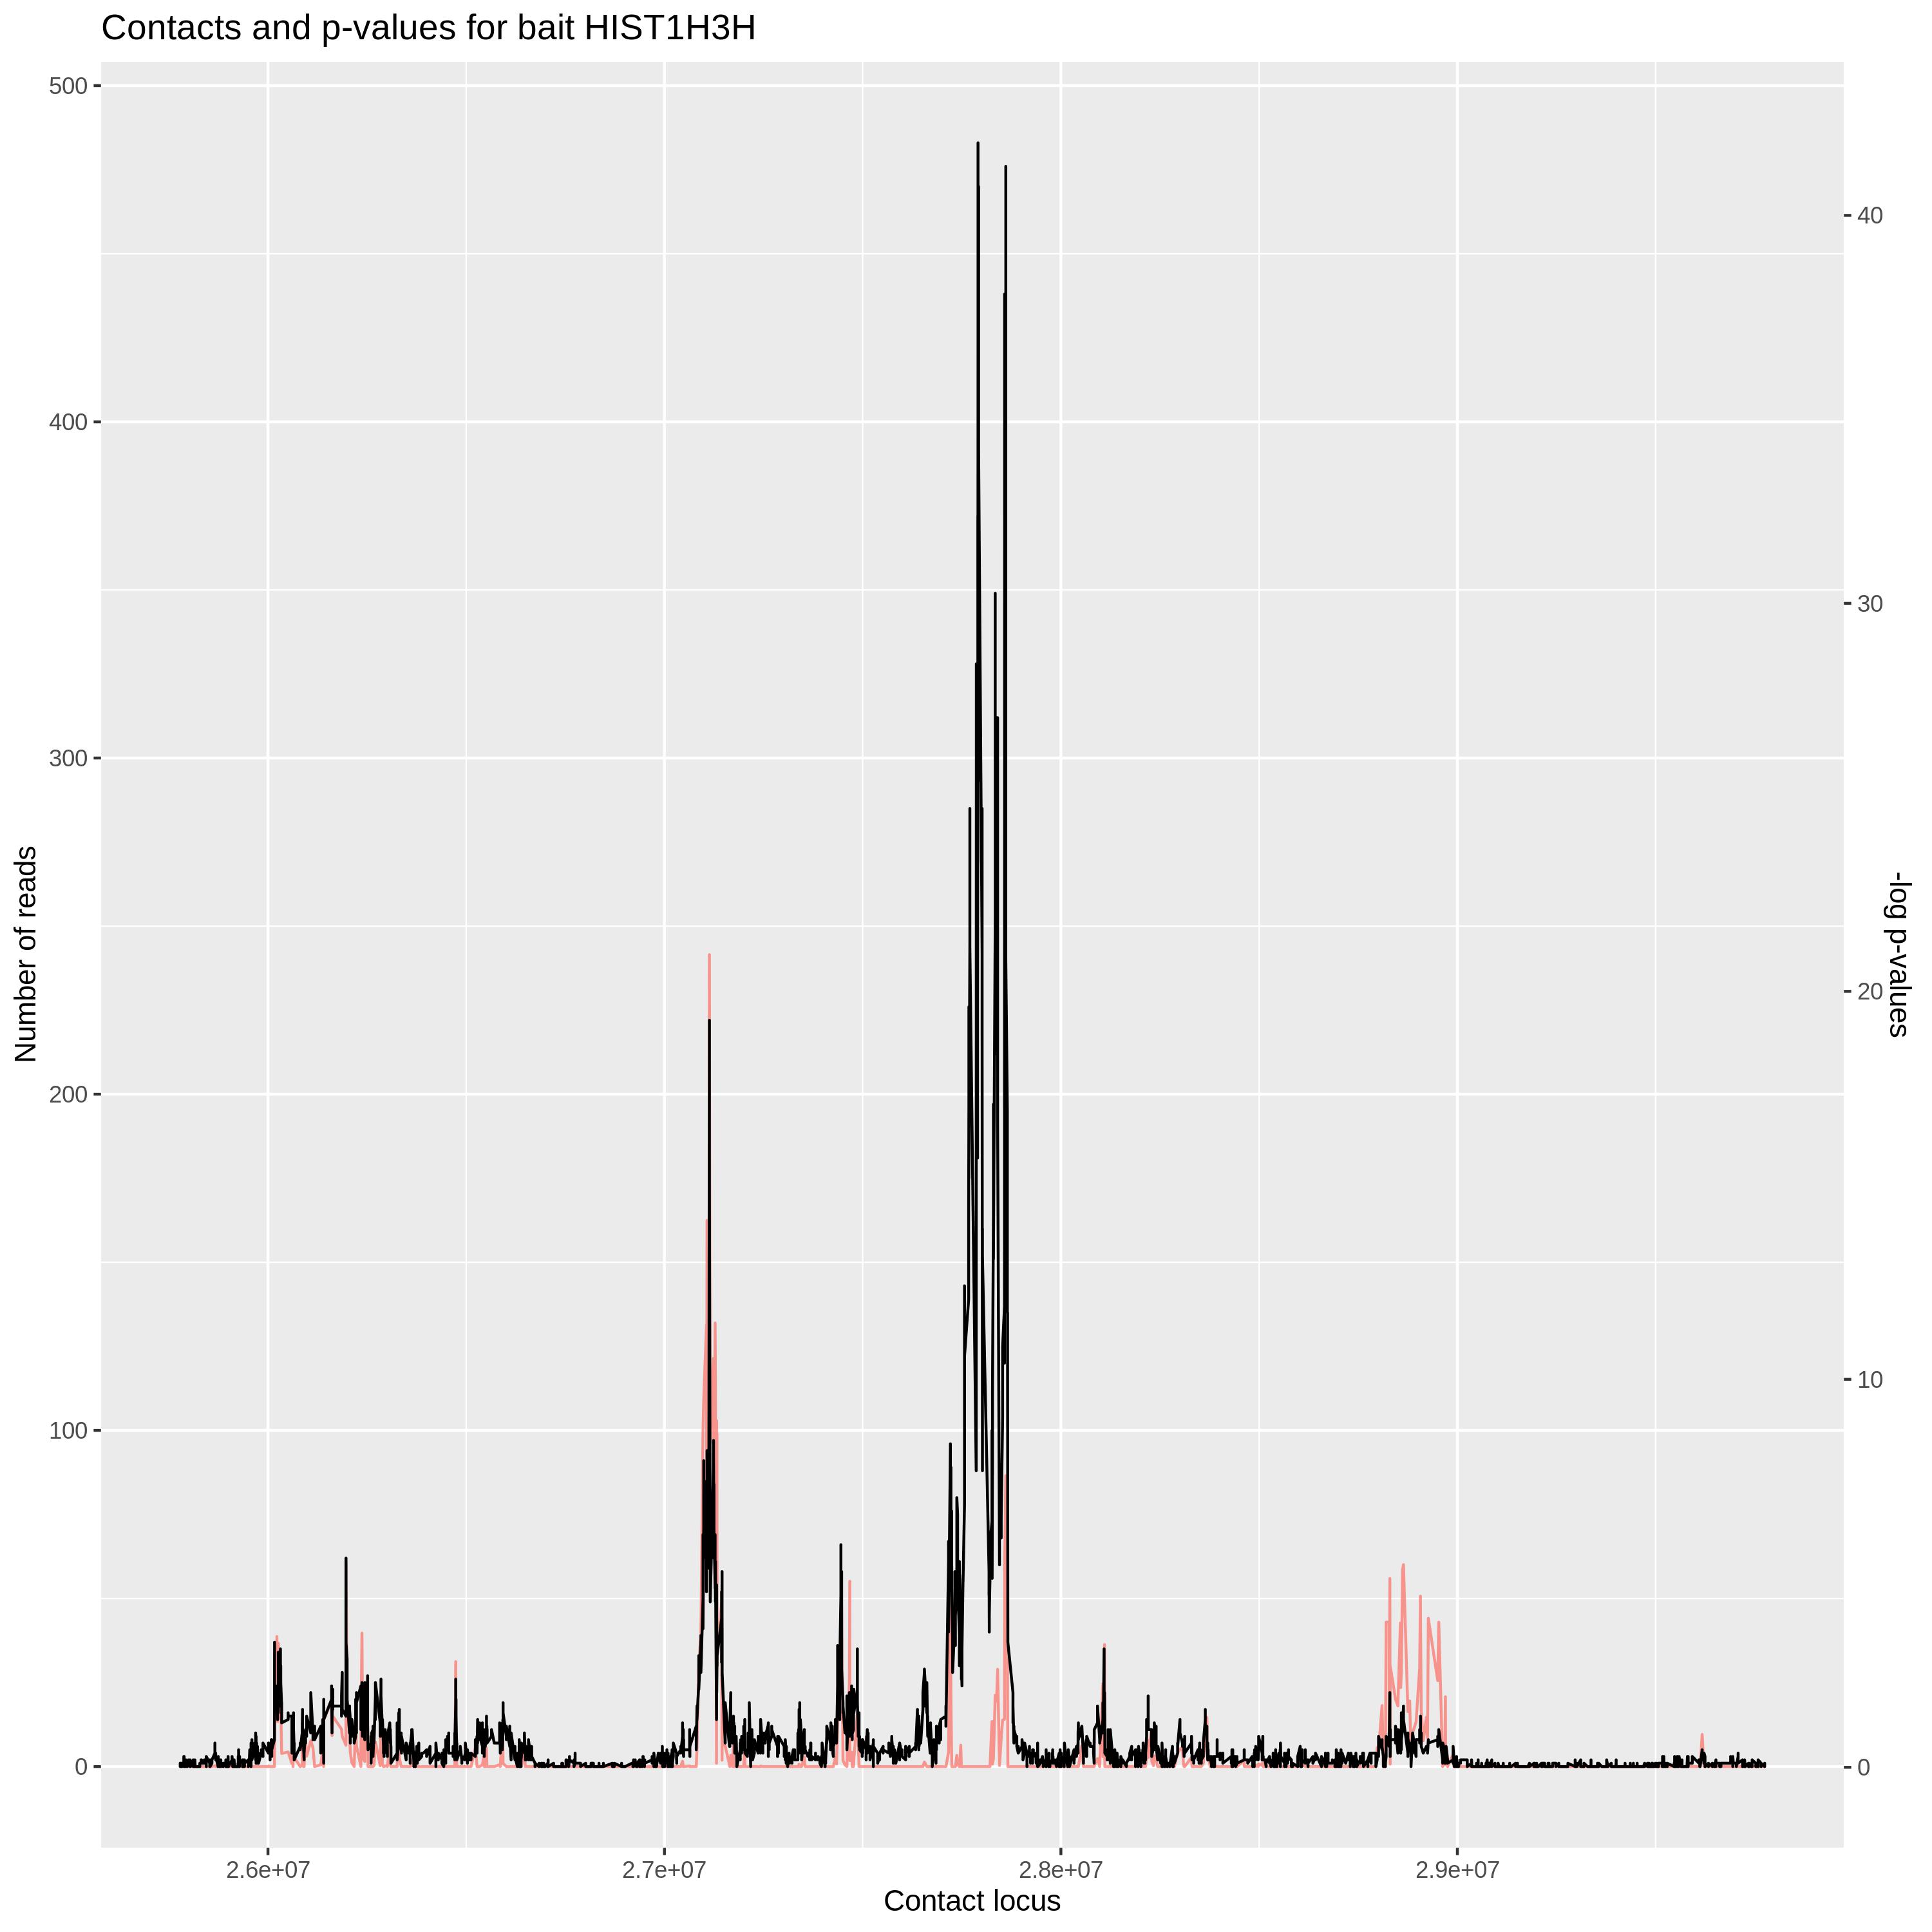 Contacts and p-values for bait HIST1H3H
500
400
300
200
100
0
Number of reads
40
30
20
10
0
-log p-values
2.6e+07
2.7e+07
2.8e+07
2.9e+07
Contact locus